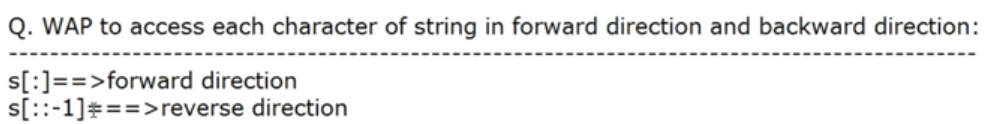 Q. WAP to access each character of string in forward direction and backward direction:
--------------------------------------------------------------------------------
s[:]==>forward direction
s[::-1]===>reverse direction